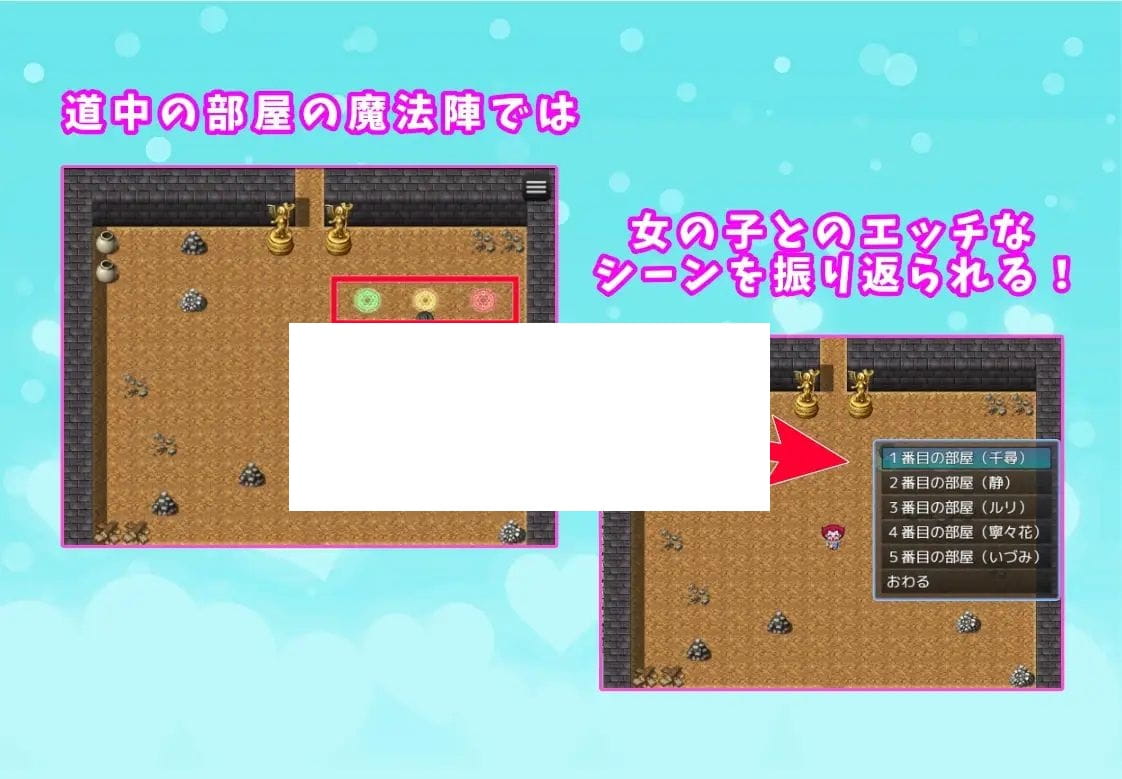 道中の部屋の魔法陣では
女の子とのエッチな
シーンを振り返られる!
1番目の部屋(千尋)
2番目の部屋(静)
3番目の部屋(ルリ)
4番目の部屋(寧々花)
5番目の部屋(いづみ)
おわる